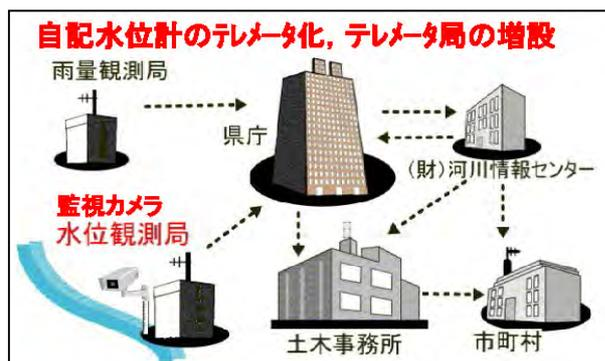 自記水位計のテレメータ化，テレメータ局の増設
雨量観測局
県庁
(財)河川情報センター
監視カメラ
水位観測局
土木事務所
市町村